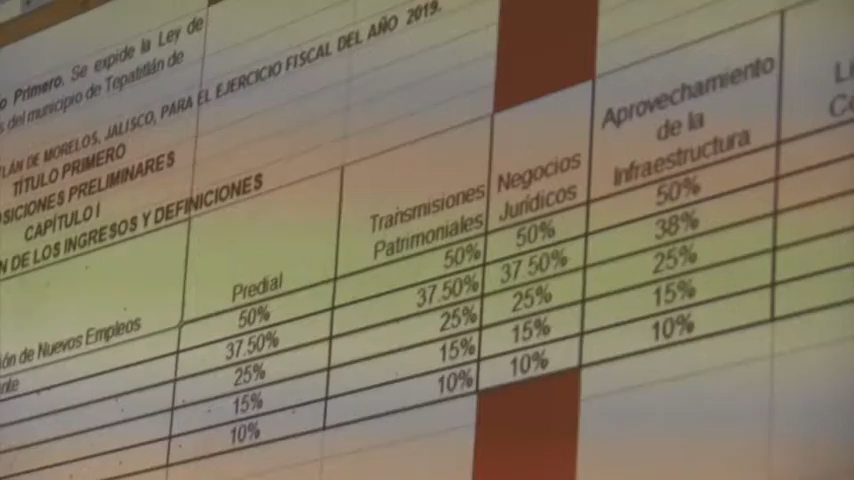 o Primero. Se expide la Ley de
s del municipio de Tepatitlán de
TLÁN DE MORELOS, JALISCO, PARA EL EJERCICIO FISCAL DEL AÑO 2019.
TÍTULO PRIMERO
OSICIONES PRELIMINARES
CAPÍTULO I
N DE LOS INGRESOS Y DEFINICIONES
ión de Nuevos Empleos
nte
Predial
50%
37.50%
25%
15%
10%
Transmisiones
Patrimoniales
50%
37.50%
25%
15%
10%
Negocios
Jurídicos
50%
37.50%
25%
15%
10%
Aprovechamiento
de la
Infraestructura
50%
38%
25%
15%
10%
Li
Co